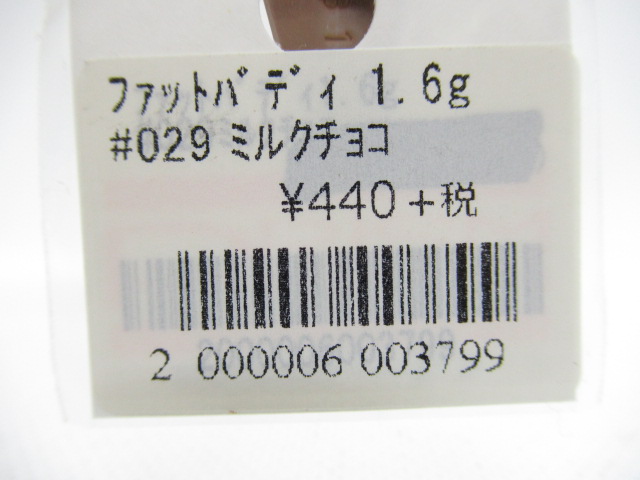 ﾌｧｯﾄﾊﾞﾃﾞｨ 1.6g
#029 ﾐﾙｸﾁｮｺ
¥440+税
2 000006 003799